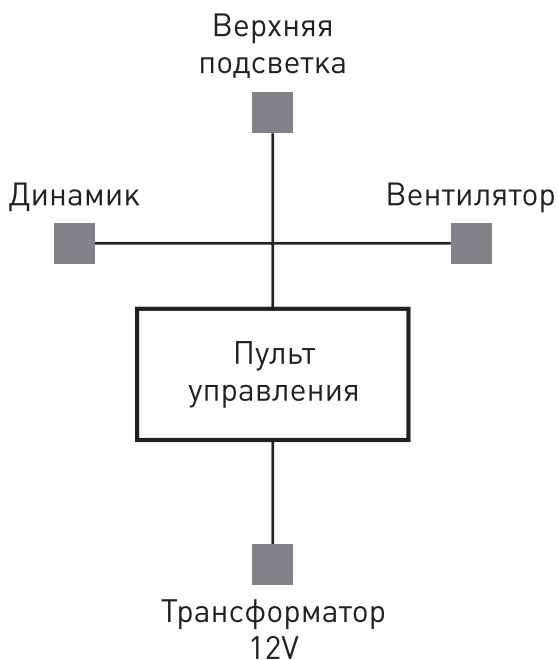 Верхняя
подсветка
Динамик
Вентилятор
Пульт
управления
Трансформатор
12V